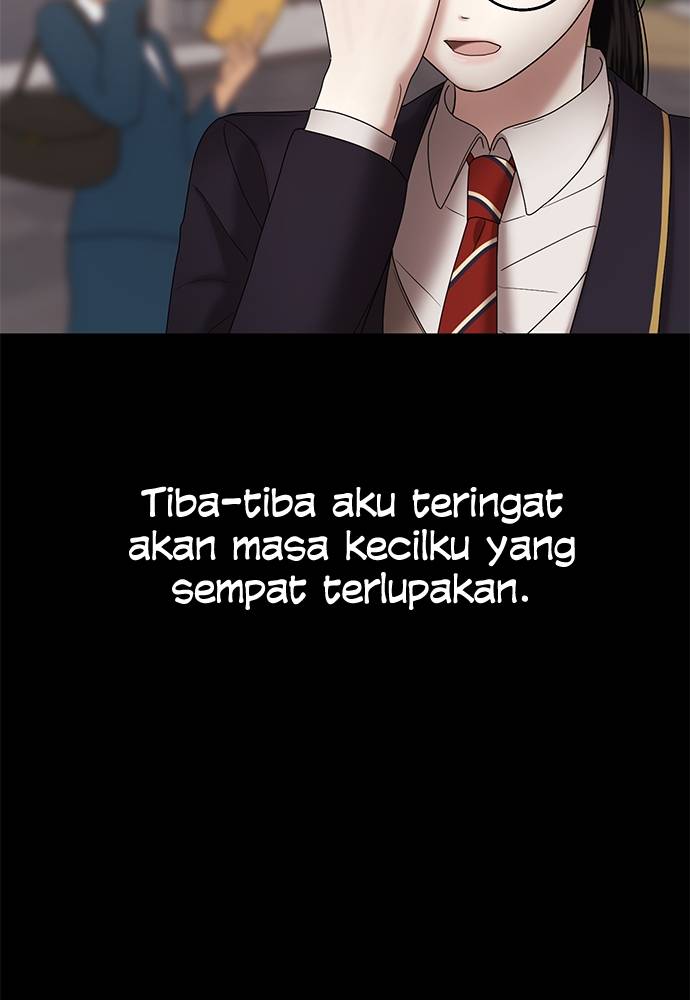 Tiba-tiba aku teringat
akan masa kecilku yang
sempat terlupakan.